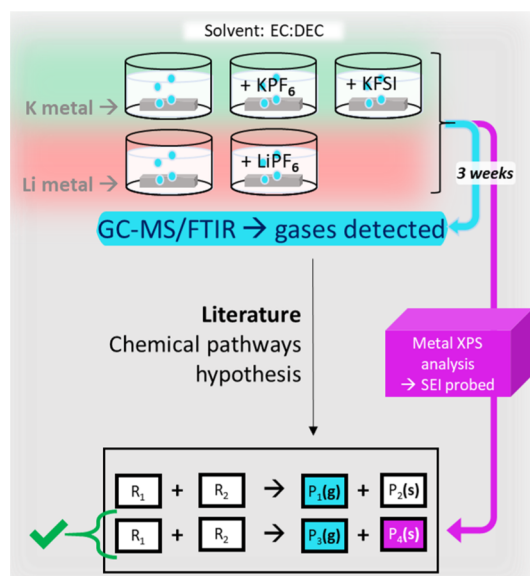 Solvent: EC:DEC
K metal →
+ KPF₆
+ KFSI
Li metal →
+ LiPF₆
3 weeks
GC-MS/FTIR → gases detected
Literature
Chemical pathways
hypothesis
Metal XPS
analysis
→ SEI probed
R₁ + R₂ → P₁(g) + P₂(s)
R₁ + R₂ → P₃(g) + P₄(s)